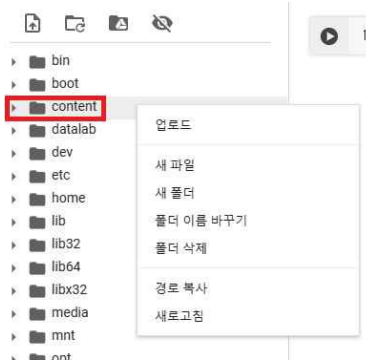 bin
boot
content
datalab
dev
etc
home
lib
lib32
lib64
libx32
media
mnt
opt
업로드
새 파일
새 폴더
폴더 이름 바꾸기
폴더 삭제
경로 복사
새로고침